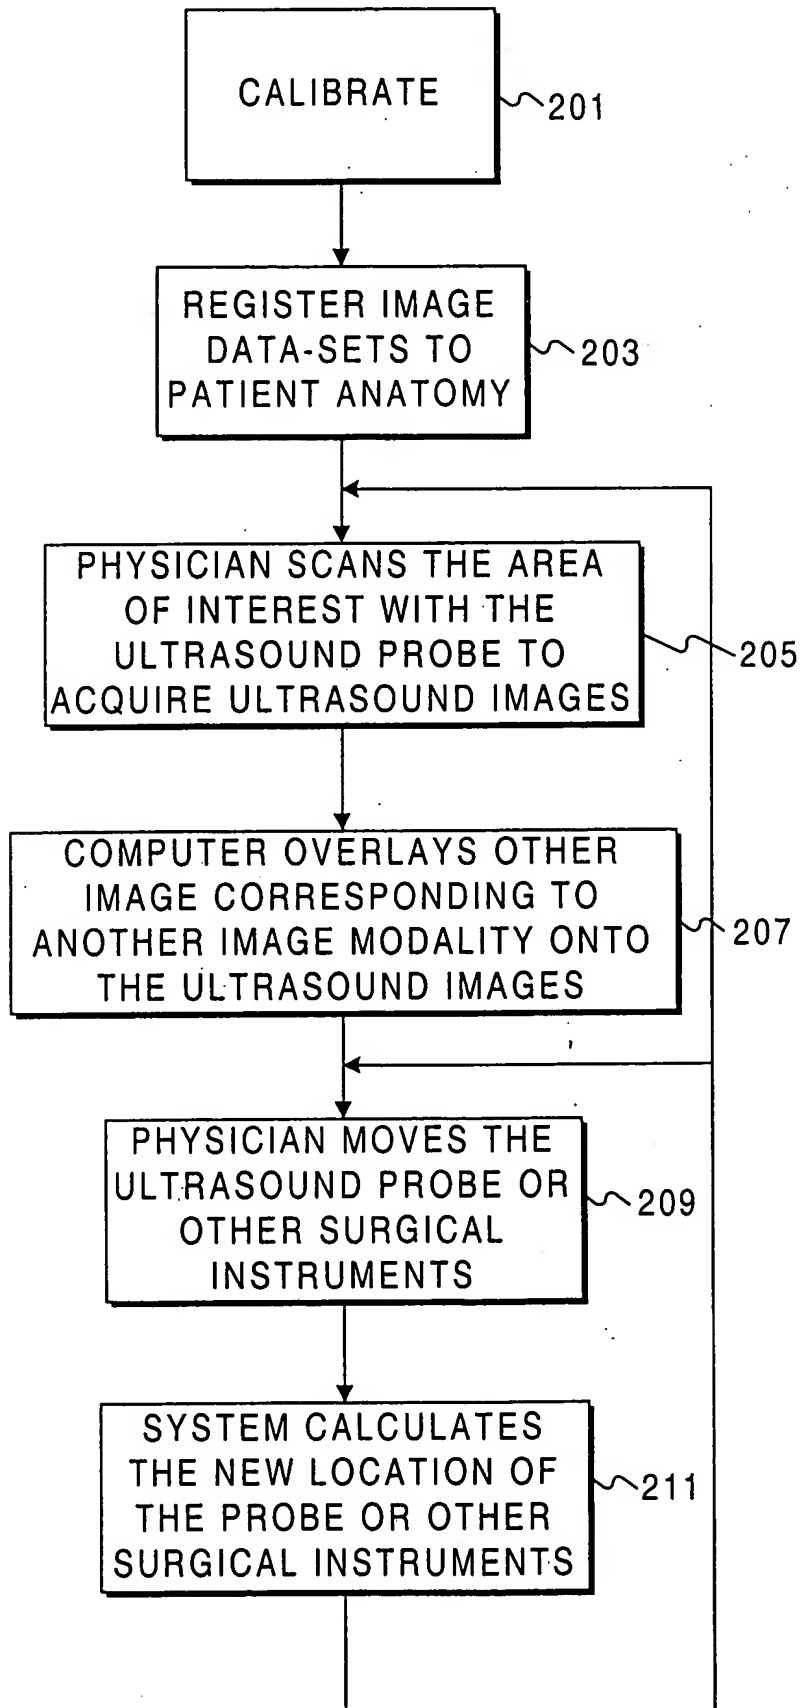 CALIBRATE
201
REGISTER IMAGE
DATA-SETS TO
PATIENT ANATOMY
203
PHYSICIAN SCANS THE AREA
OF INTEREST WITH THE
ULTRASOUND PROBE TO
ACQUIRE ULTRASOUND IMAGES
205
COMPUTER OVERLAYS OTHER
IMAGE CORRESPONDING TO
ANOTHER IMAGE MODALITY ONTO
THE ULTRASOUND IMAGES
207
PHYSICIAN MOVES THE
ULTRASOUND PROBE OR
OTHER SURGICAL
INSTRUMENTS
209
SYSTEM CALCULATES
THE NEW LOCATION OF
THE PROBE OR OTHER
SURGICAL INSTRUMENTS
211